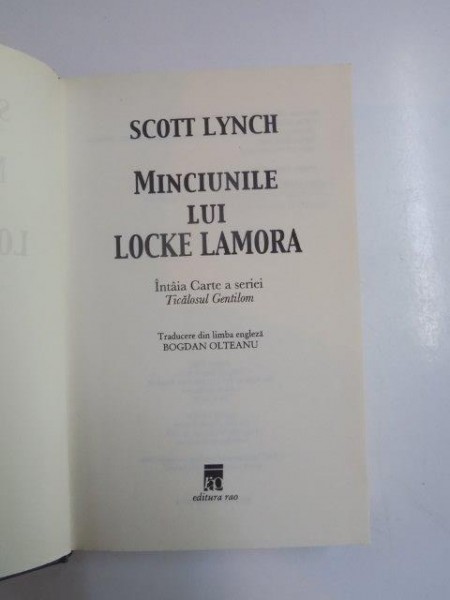 SCOTT LYNCH
MINCIUNILE
LUI
LOCKE LAMORA
Întâia Carte a seriei
Ticălosul Gentilom
Traducere din limba engleză
BOGDAN OLTEANU
rao
editura rao